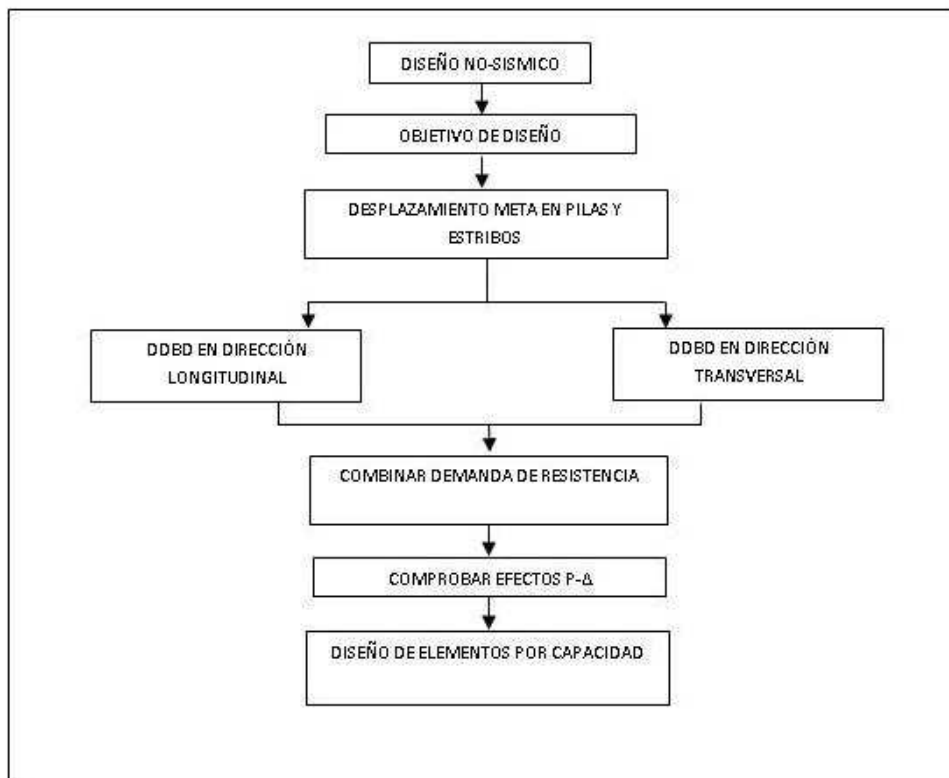 DISEÑO NO-SISMICO
OBJETIVO DE DISEÑO
DESPLAZAMIENTO META EN PILAS Y
ESTRIBOS
DDBD EN DIRECCIÓN
LONGITUDINAL
DDBD EN DIRECCIÓN
TRANSVERSAL
COMBINAR DEMANDA DE RESISTENCIA
COMPROBAR EFECTOS P-Δ
DISEÑO DE ELEMENTOS POR CAPACIDAD